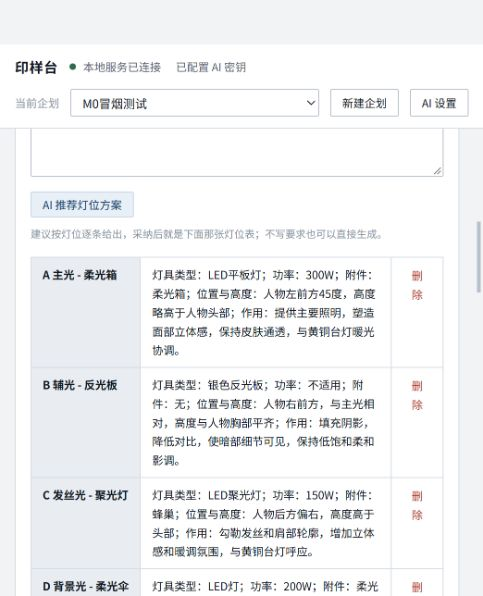 印样台 本地服务已连接 已配置 AI 密钥
当前企划 M0冒烟测试 新建企划 AI 设置
AI 推荐灯位方案
建议按灯位逐条给出，采纳后就是下面那张灯位表；不写要求也可以直接生成。
A 主光 - 柔光箱
灯具类型：LED平板灯；功率：300W；附件：
柔光箱；位置与高度：人物左前方45度，高度
略高于人物头部；作用：提供主要照明，塑造
面部立体感，保持皮肤通透，与黄铜台灯暖光
协调。
删
除
B 辅光 - 反光板
灯具类型：银色反光板；功率：不适用；附
件：无；位置与高度：人物右前方，与主光相
对，高度与人物胸部平齐；作用：填充阴影，
降低对比，使暗部细节可见，保持低饱和柔和
影调。
删
除
C 发丝光 - 聚光灯
灯具类型：LED聚光灯；功率：150W；附件：
蜂巢；位置与高度：人物后方偏右，高度高于
头部；作用：勾勒发丝和肩部轮廓，增加立体
感和暖调氛围，与黄铜台灯呼应。
删
除
D 背景光 - 柔光伞
灯具类型：LED灯；功率：200W；附件：柔光
删